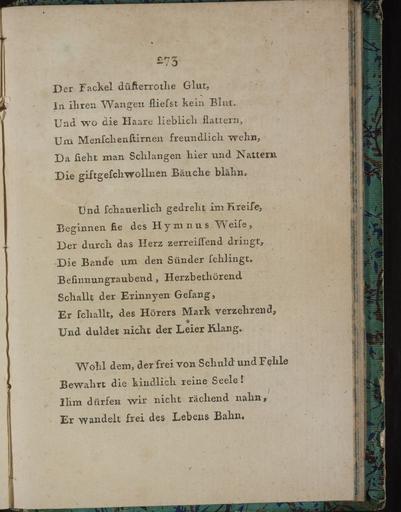 273
Der Fackel düſterrothe Glut,
In ihren Wangen flieſst kein Blut.
Und wo die Haare lieblich flattern,
Um Menſchenſtirnen freundlich wehn,
Da ſieht man Schlangen hier und Nattern
Die giftgeſchwollnen Bäuche blähn.
Und ſchauerlich gedreht im Kreiſe,
Beginnen ſie des Hymnus Weiſe,
Der durch das Herz zerreiſſend dringt,
Die Bande um den Sünder ſchlingt.
Beſinnungraubend, Herzbethörend
Schallt der Erinnyen Geſang,
Er ſchallt, des Hörers Mark verzehrend,
Und duldet nicht der Leier Klang.
Wohl dem, der frei von Schuld und Fehle
Bewahrt die kindlich reine Seele!
Ihm dürfen wir nicht rächend nahn,
Er wandelt frei des Lebens Bahn.